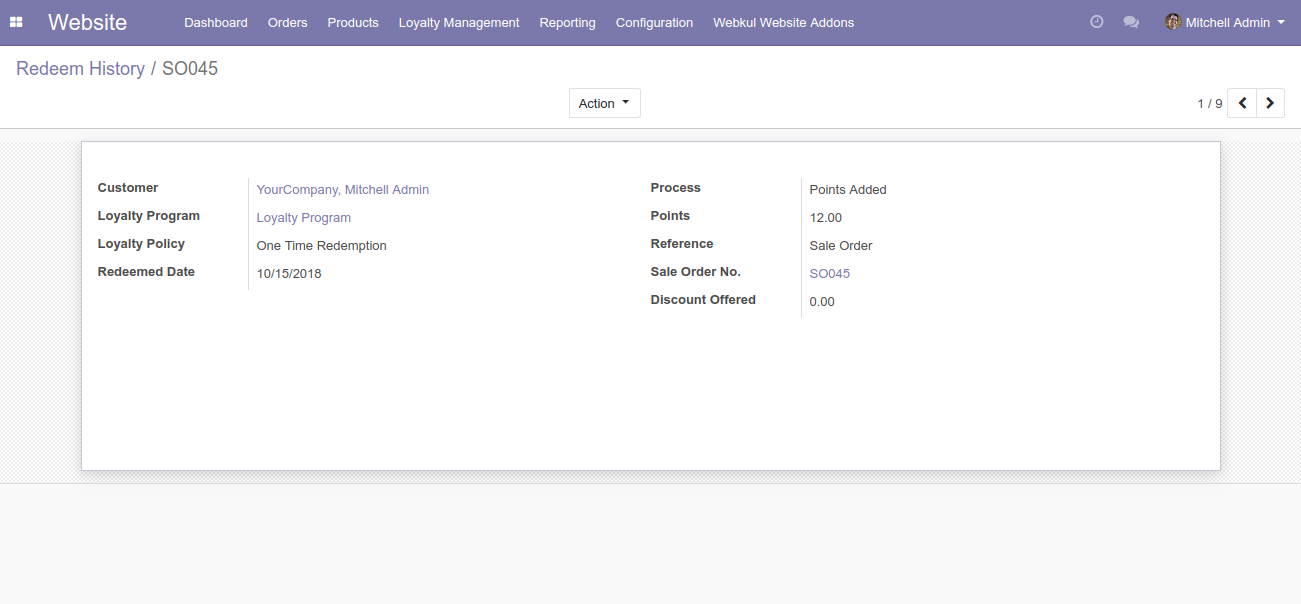 Website Dashboard Orders Products Loyalty Management Reporting Configuration Webkul Website Addons Mitchell Admin
Redeem History / SO045
Action 1 / 9
Customer YourCompany, Mitchell Admin
Loyalty Program Loyalty Program
Loyalty Policy One Time Redemption
Redeemed Date 10/15/2018
Process Points Added
Points 12.00
Reference Sale Order
Sale Order No. SO045
Discount Offered 0.00